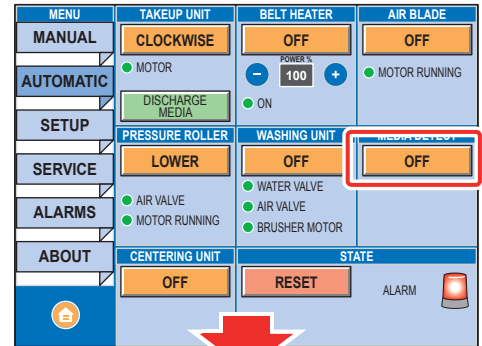 MENU
MANUAL
AUTOMATIC
SETUP
SERVICE
ALARMS
ABOUT
TAKEUP UNIT
CLOCKWISE
MOTOR
DISCHARGE
MEDIA
BELT HEATER
OFF
POWER %
100
ON
AIR BLADE
OFF
MOTOR RUNNING
PRESSURE ROLLER
LOWER
AIR VALVE
MOTOR RUNNING
WASHING UNIT
OFF
WATER VALVE
AIR VALVE
BRUSHER MOTOR
MEDIA DETECT
OFF
CENTERING UNIT
OFF
STATE
RESET
ALARM